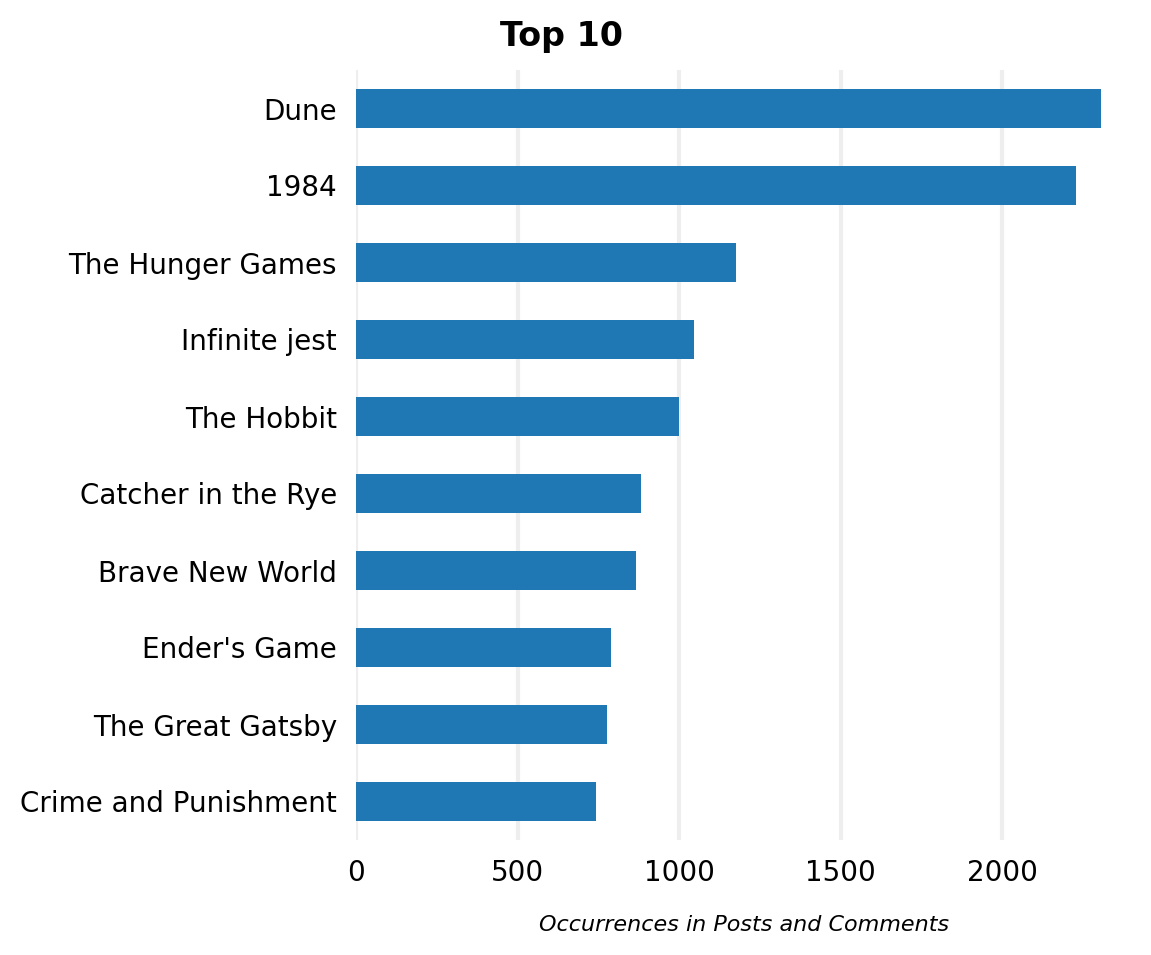 Top 10
Dune
1984
The Hunger Games
Infinite jest
The Hobbit
Catcher in the Rye
Brave New World
Ender's Game
The Great Gatsby
Crime and Punishment
0 500 1000 1500 2000
Occurrences in Posts and Comments